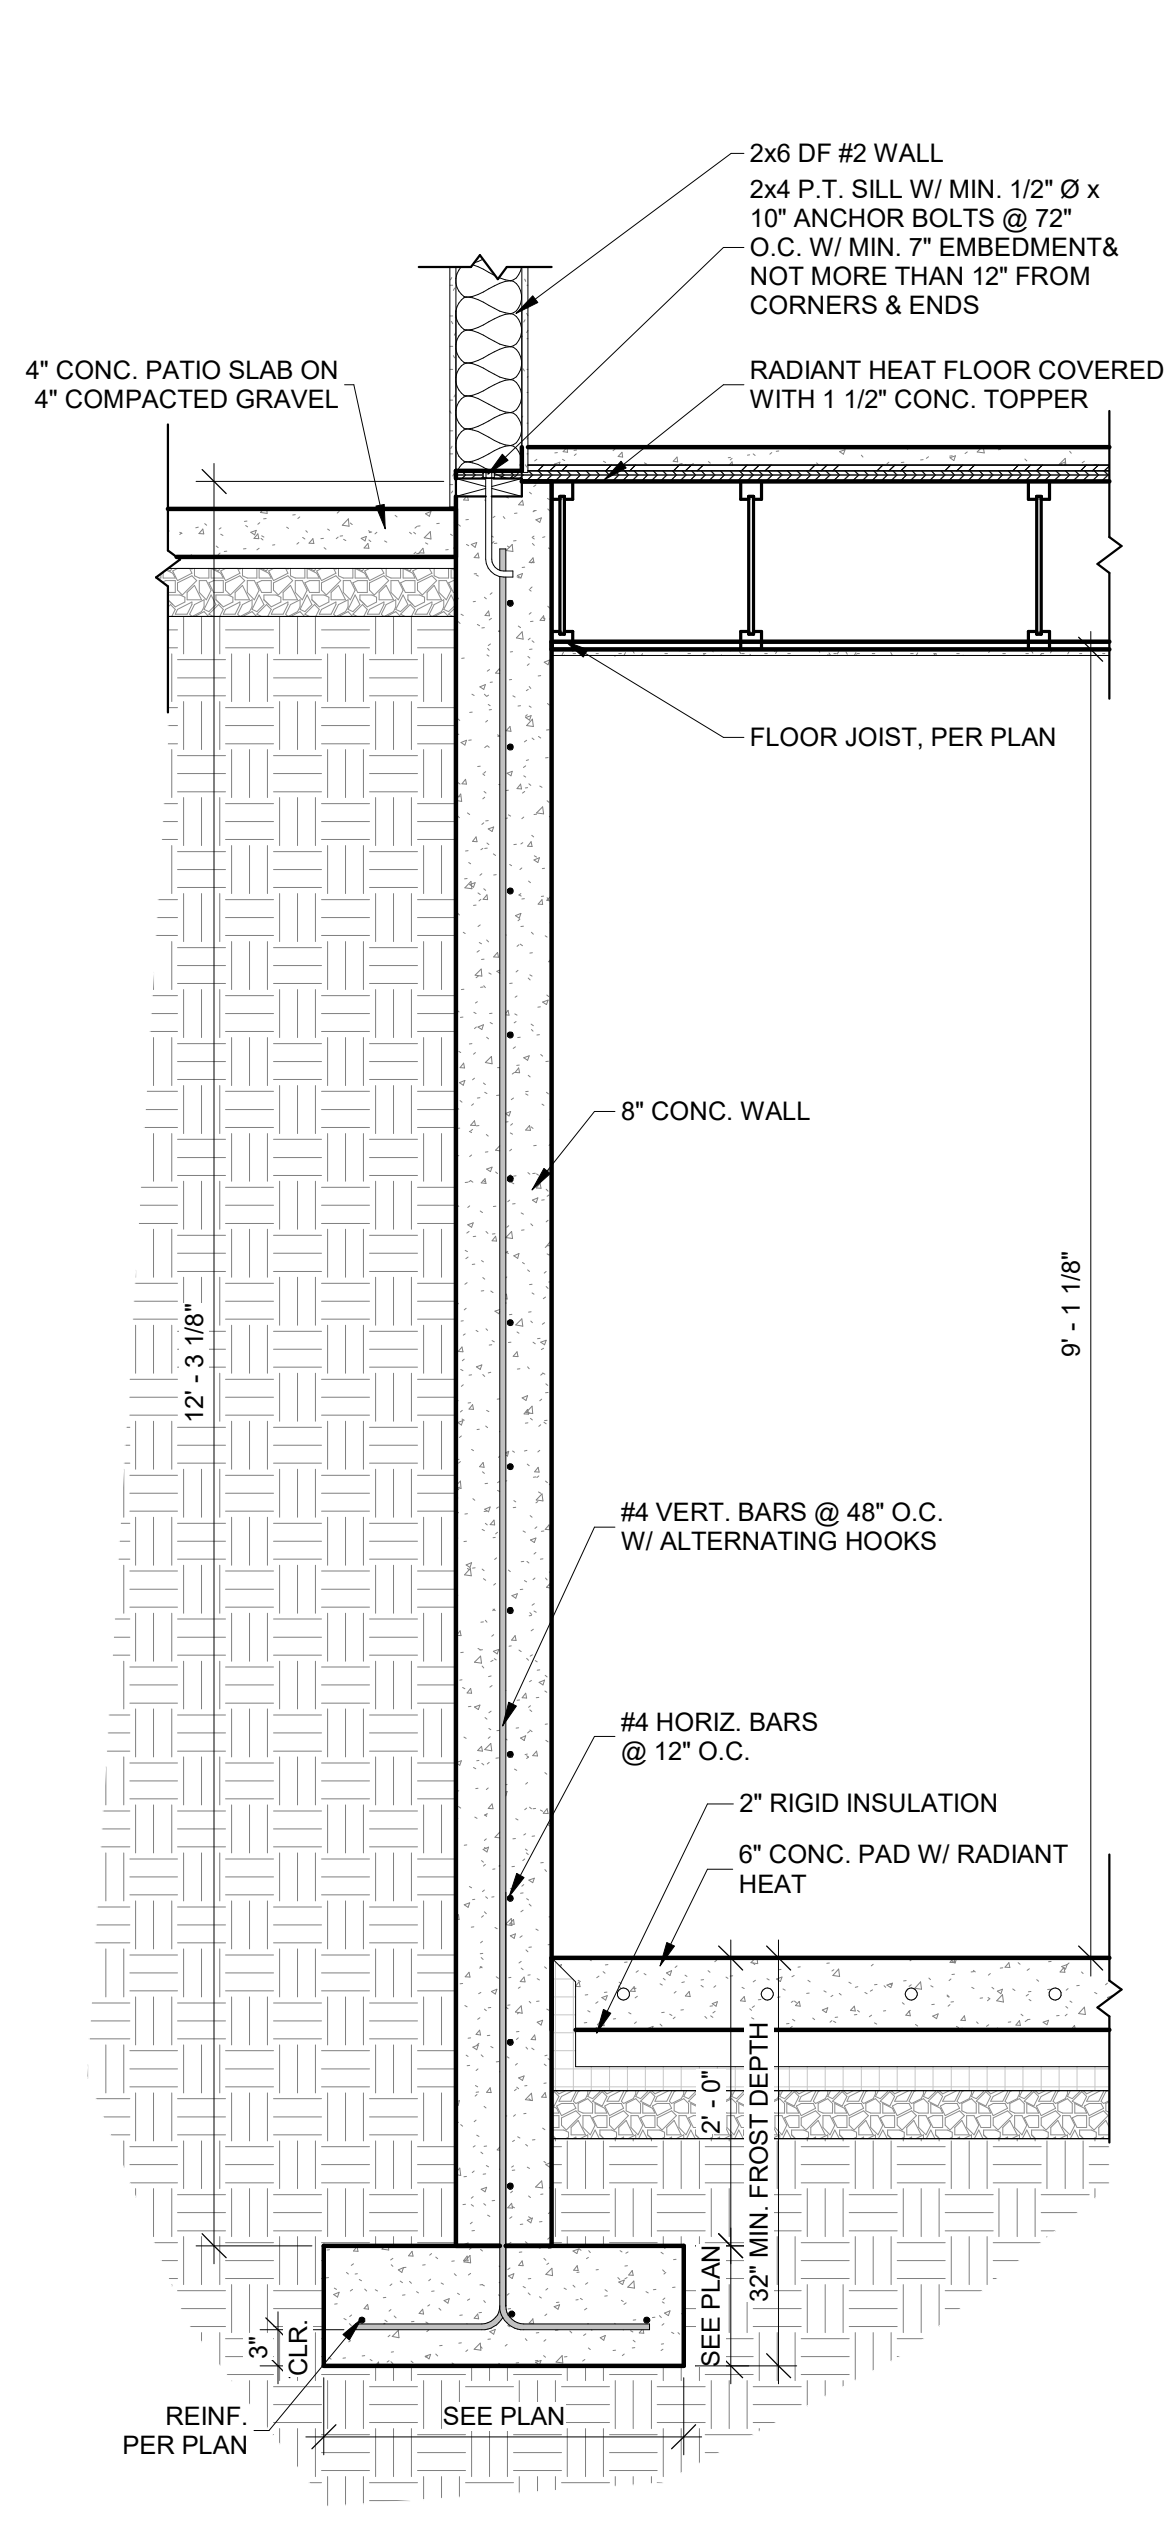 2x6 DF #2 WALL
2x4 P.T. SILL W/ MIN. 1/2" Ø x
10" ANCHOR BOLTS @ 72"
O.C. W/ MIN. 7" EMBEDMENT&
NOT MORE THAN 12" FROM
CORNERS & ENDS
4" CONC. PATIO SLAB ON
4" COMPACTED GRAVEL
RADIANT HEAT FLOOR COVERED
WITH 1 1/2" CONC. TOPPER
FLOOR JOIST, PER PLAN
8" CONC. WALL
12' - 3 1/8"
9' - 1 1/8"
#4 VERT. BARS @ 48" O.C.
W/ ALTERNATING HOOKS
#4 HORIZ. BARS
@ 12" O.C.
2" RIGID INSULATION
6" CONC. PAD W/ RADIANT
HEAT
2' - 0"
32" MIN. FROST DEPTH
SEE PLAN
3"
CLR.
REINF.
PER PLAN
SEE PLAN